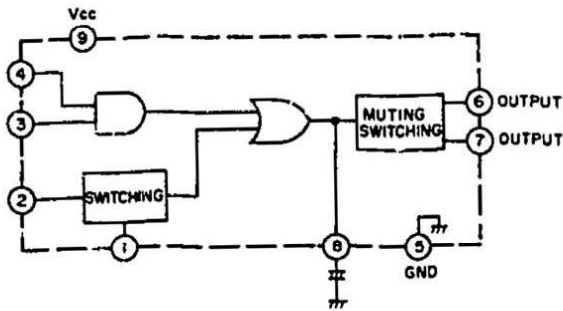 Vcc
9
4
3
6 OUTPUT
MUTING
SWITCHING
7 OUTPUT
2
SWITCHING
1
8
5
GND